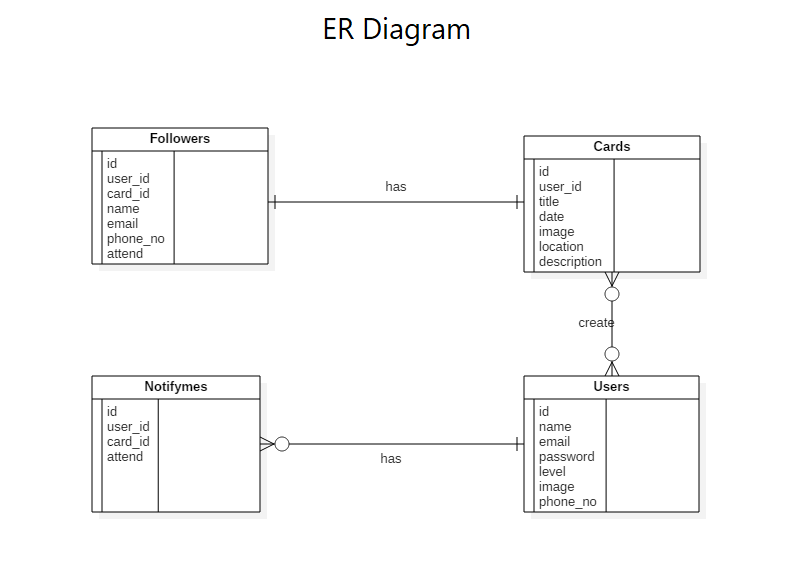 ER Diagram
Followers
id
user_id
card_id
name
email
phone_no
attend
has
Cards
id
user_id
title
date
image
location
description
create
Notifymes
id
user_id
card_id
attend
has
Users
id
name
email
password
level
image
phone_no